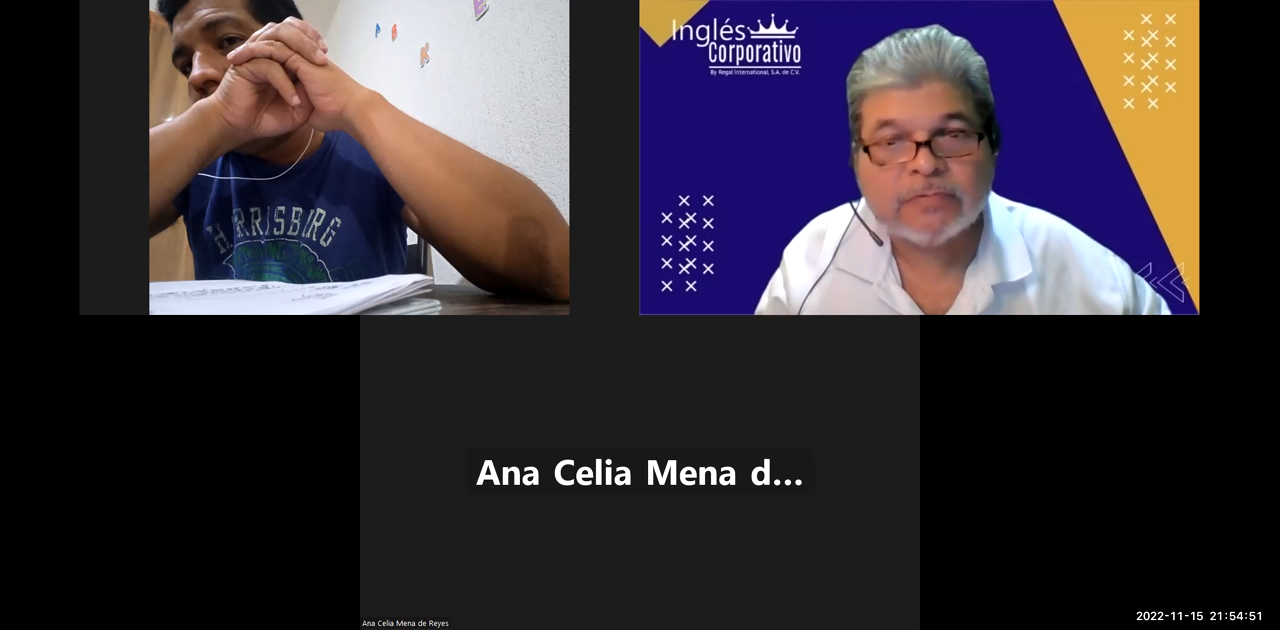 Inglés
Corporativo
By Regal International, S.A. de C.V.
HARRISBURG
Ana Celia Mena d...
Ana Celia Mena de Reyes
2022-11-15 21:54:51